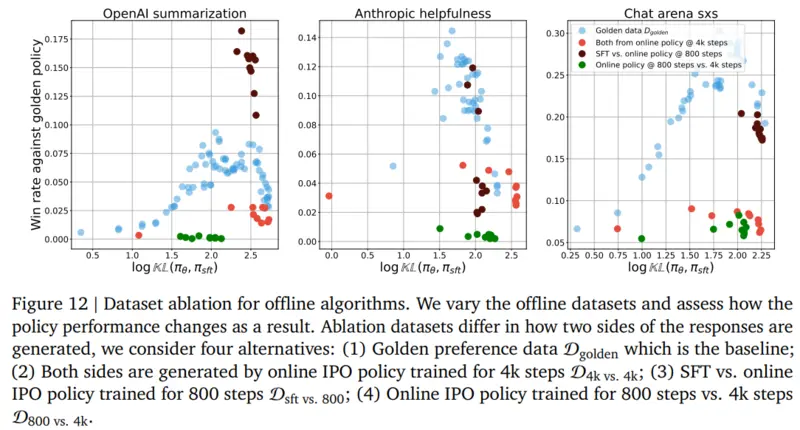 OpenAI summarization
Anthropic helpfulness
Chat arena sxs
Win rate against golden policy
0.175
0.150
0.125
0.100
0.075
0.050
0.025
0.000
0.5 1.0 1.5 2.0 2.5
log 𝕂𝕃(πθ, πsft)
0.14
0.12
0.10
0.08
0.06
0.04
0.02
0.00
0.0 0.5 1.0 1.5 2.0 2.5
log 𝕂𝕃(πθ, πsft)
Golden data Dgolden
Both from online policy @ 4k steps
SFT vs. online policy @ 800 steps
Online policy @ 800 steps vs. 4k steps
0.30
0.25
0.20
0.15
0.10
0.05
0.25 0.50 0.75 1.00 1.25 1.50 1.75 2.00 2.25
log 𝕂𝕃(πθ, πsft)
Figure 12 | Dataset ablation for offline algorithms. We vary the offline datasets and assess how the
policy performance changes as a result. Ablation datasets differ in how two sides of the responses are
generated, we consider four alternatives: (1) Golden preference data 𝒟golden which is the baseline;
(2) Both sides are generated by online IPO policy trained for 4k steps 𝒟4k vs. 4k; (3) SFT vs. online
IPO policy trained for 800 steps 𝒟sft vs. 800; (4) Online IPO policy trained for 800 steps vs. 4k steps
𝒟800 vs. 4k.